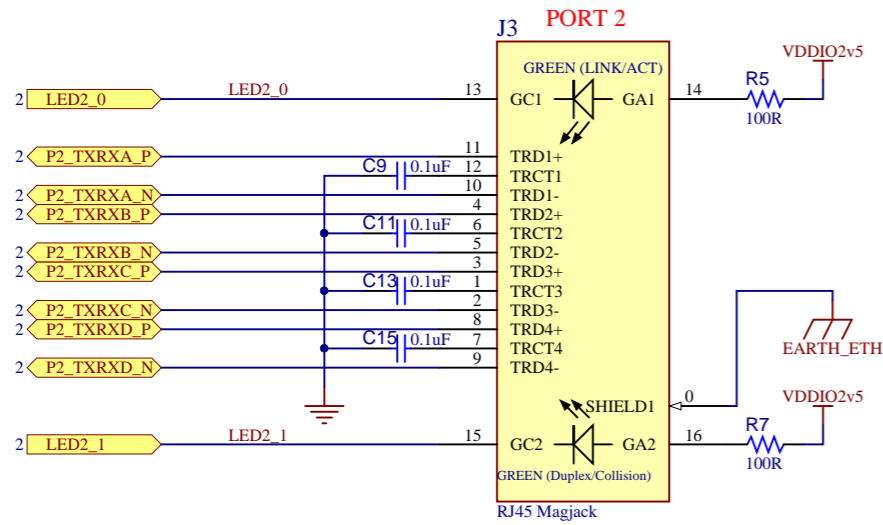 PORT 2
J3
VDDIO2v5
GREEN (LINK/ACT)
R5
2 LED2_0 LED2_0 13 GC1 GA1 14
100R
2 P2_TXRXA_P 11 TRD1+
C9 0.1uF 12 TRCT1
2 P2_TXRXA_N 10 TRD1-
2 P2_TXRXB_P 4 TRD2+
C11 0.1uF 6 TRCT2
2 P2_TXRXB_N 5 TRD2-
2 P2_TXRXC_P 3 TRD3+
C13 0.1uF 1 TRCT3
2 P2_TXRXC_N 2 TRD3-
2 P2_TXRXD_P 8 TRD4+
C15 0.1uF 7 TRCT4
EARTH_ETH
2 P2_TXRXD_N 9 TRD4-
VDDIO2v5
SHIELD1 0
R7
2 LED2_1 LED2_1 15 GC2 GA2 16
100R
GREEN (Duplex/Collision)
RJ45 Magjack